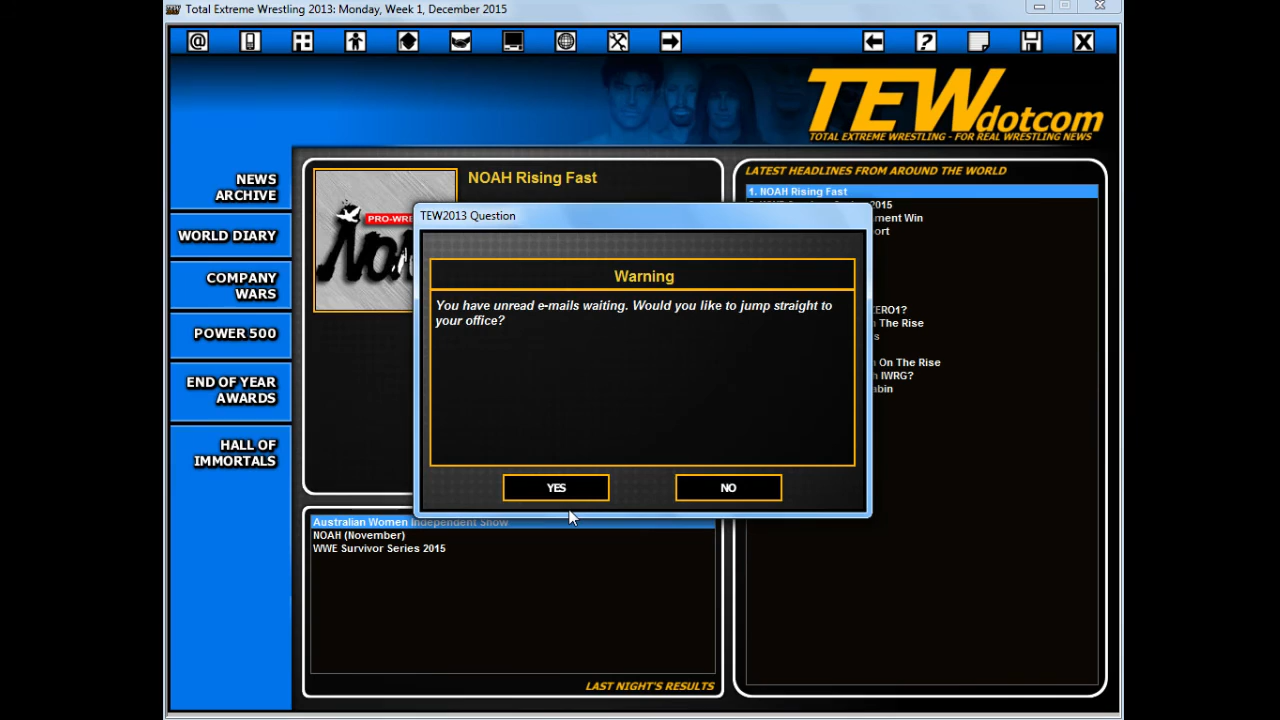 Total Extreme Wrestling 2013: Monday, Week 1, December 2015
TEWdotcom
TOTAL EXTREME WRESTLING - FOR REAL WRESTLING NEWS
NEWS
ARCHIVE
WORLD DIARY
COMPANY
WARS
POWER 500
END OF YEAR
AWARDS
HALL OF
IMMORTALS
NOAH Rising Fast
PRO-WRE
TEW2013 Question
Warning
You have unread e-mails waiting. Would you like to jump straight to
your office?
YES
NO
LATEST HEADLINES FROM AROUND THE WORLD
1. NOAH Rising Fast
2015
ment Win
ort
ZERO1?
The Rise
s
On The Rise
IWRG?
bin
Australian Women Independent Show
NOAH (November)
WWE Survivor Series 2015
LAST NIGHT'S RESULTS